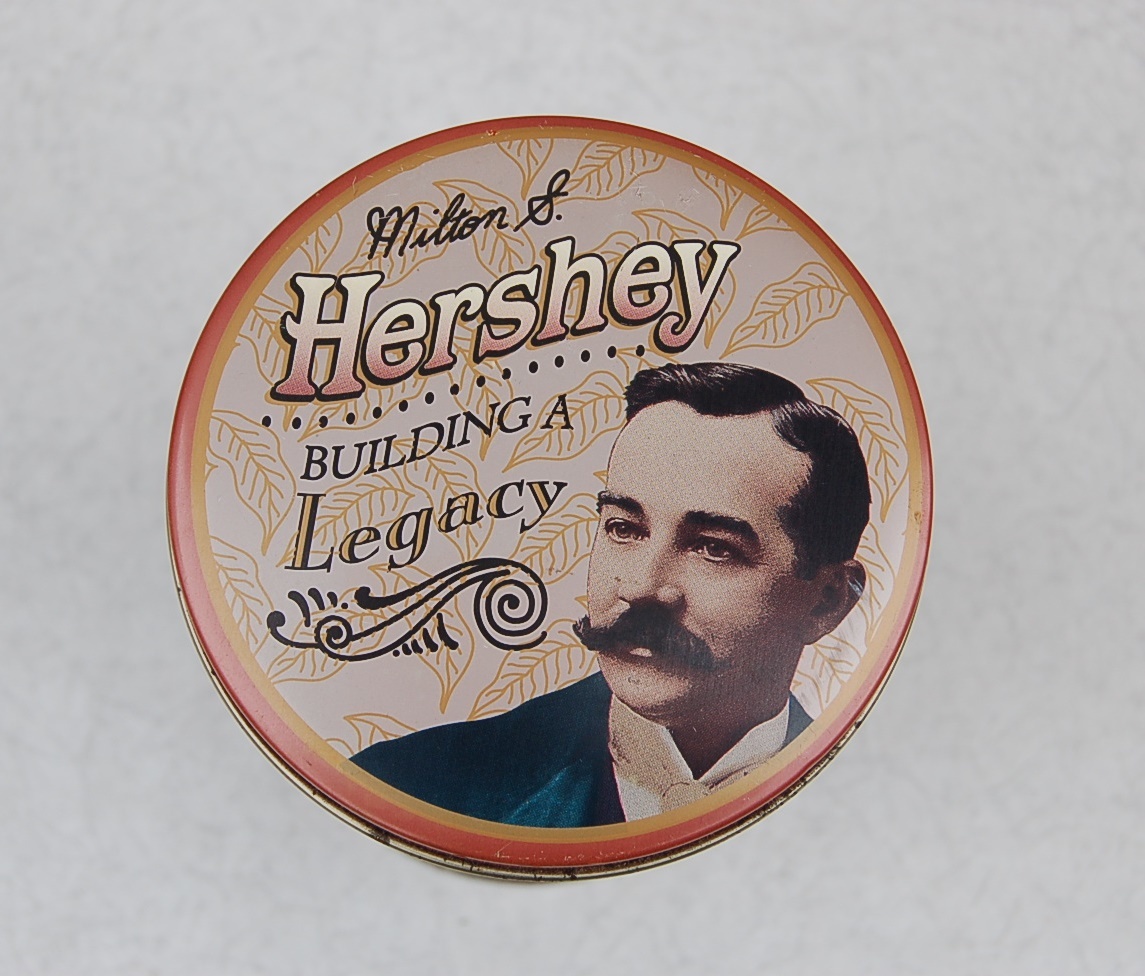 Milton S.
Hershey
BUILDING A
Legacy